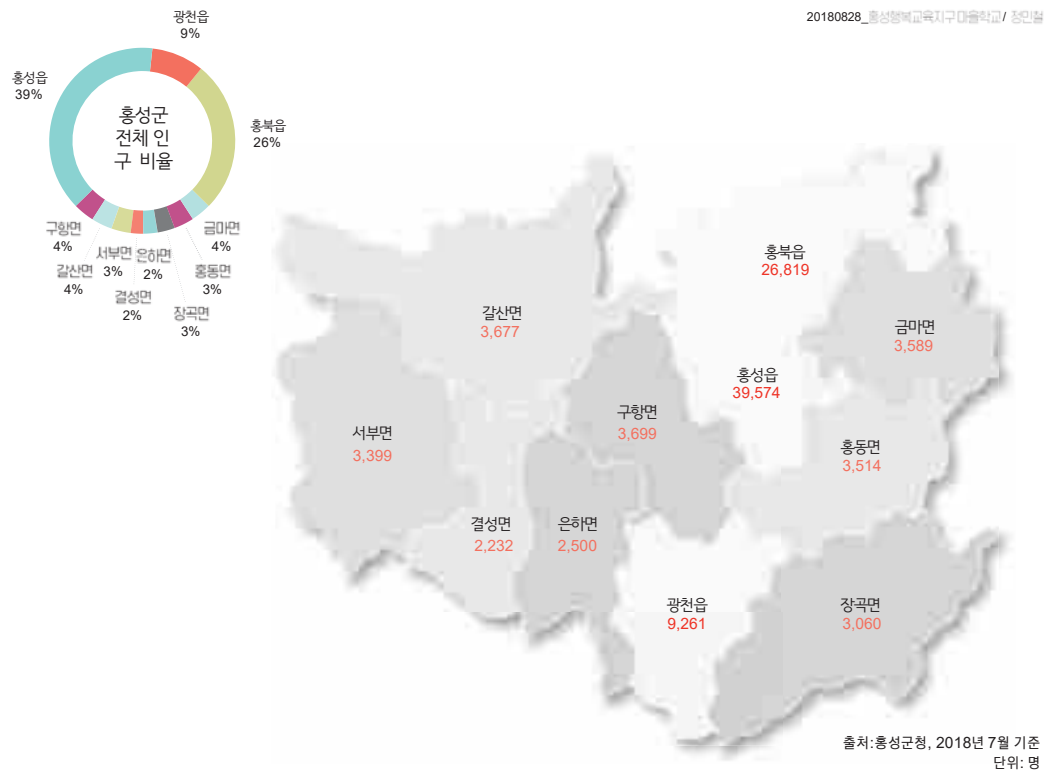 20180828_홍성행복교육지구 마을학교 / 정민철
광천읍
9%
홍성읍
39%
홍성군
전체 인
구 비율
홍북읍
26%
구항면
4%
금마면
4%
서부면
3%
은하면
2%
갈산면
4%
홍동면
3%
결성면
2%
장곡면
3%
홍북읍
26,819
갈산면
3,677
금마면
3,589
홍성읍
39,574
구항면
3,699
서부면
3,399
홍동면
3,514
결성면
2,232
은하면
2,500
광천읍
9,261
장곡면
3,060
출처:홍성군청, 2018년 7월 기준
단위: 명